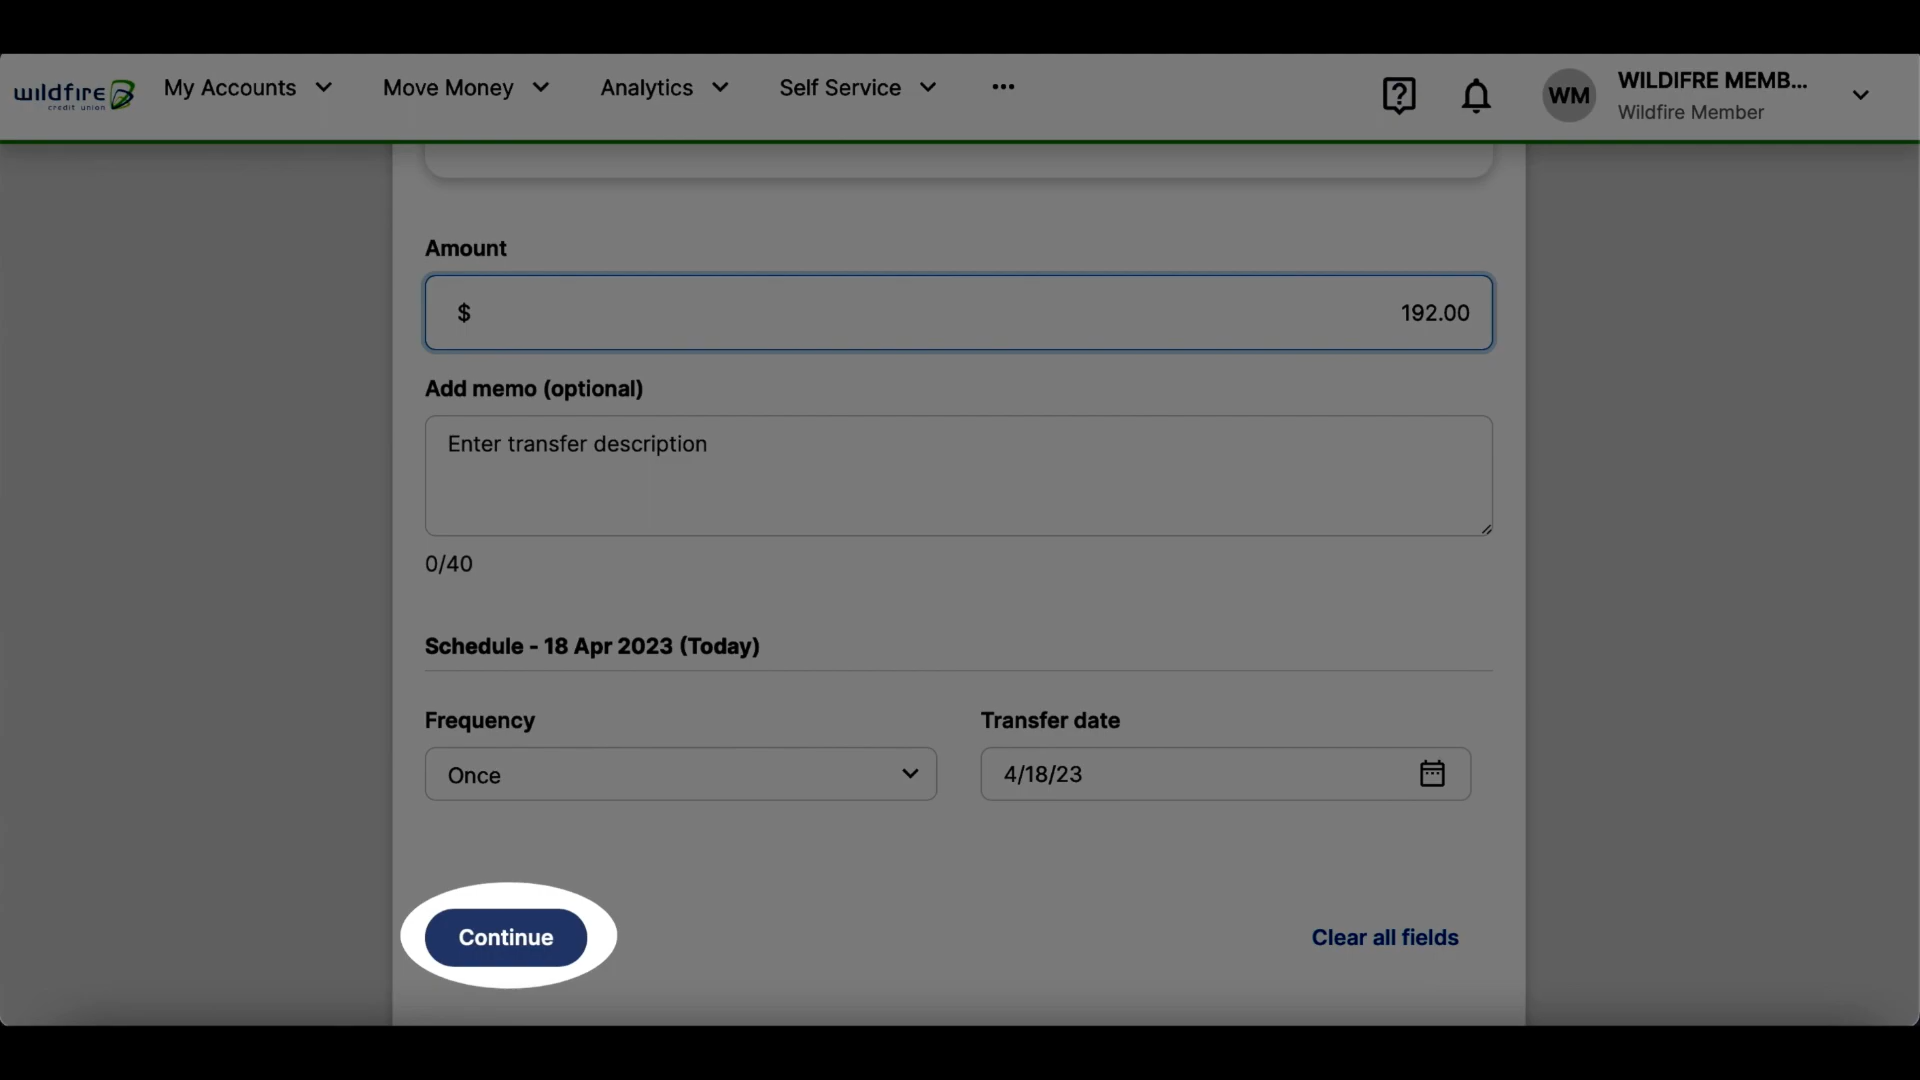 wildfire
credit union
My Accounts
Move Money
Analytics
Self Service
WM
WILDIFRE MEMB...
Wildfire Member
Amount
$ 192.00
Add memo (optional)
Enter transfer description
0/40
Schedule - 18 Apr 2023 (Today)
Frequency
Transfer date
Once
4/18/23
Continue
Clear all fields